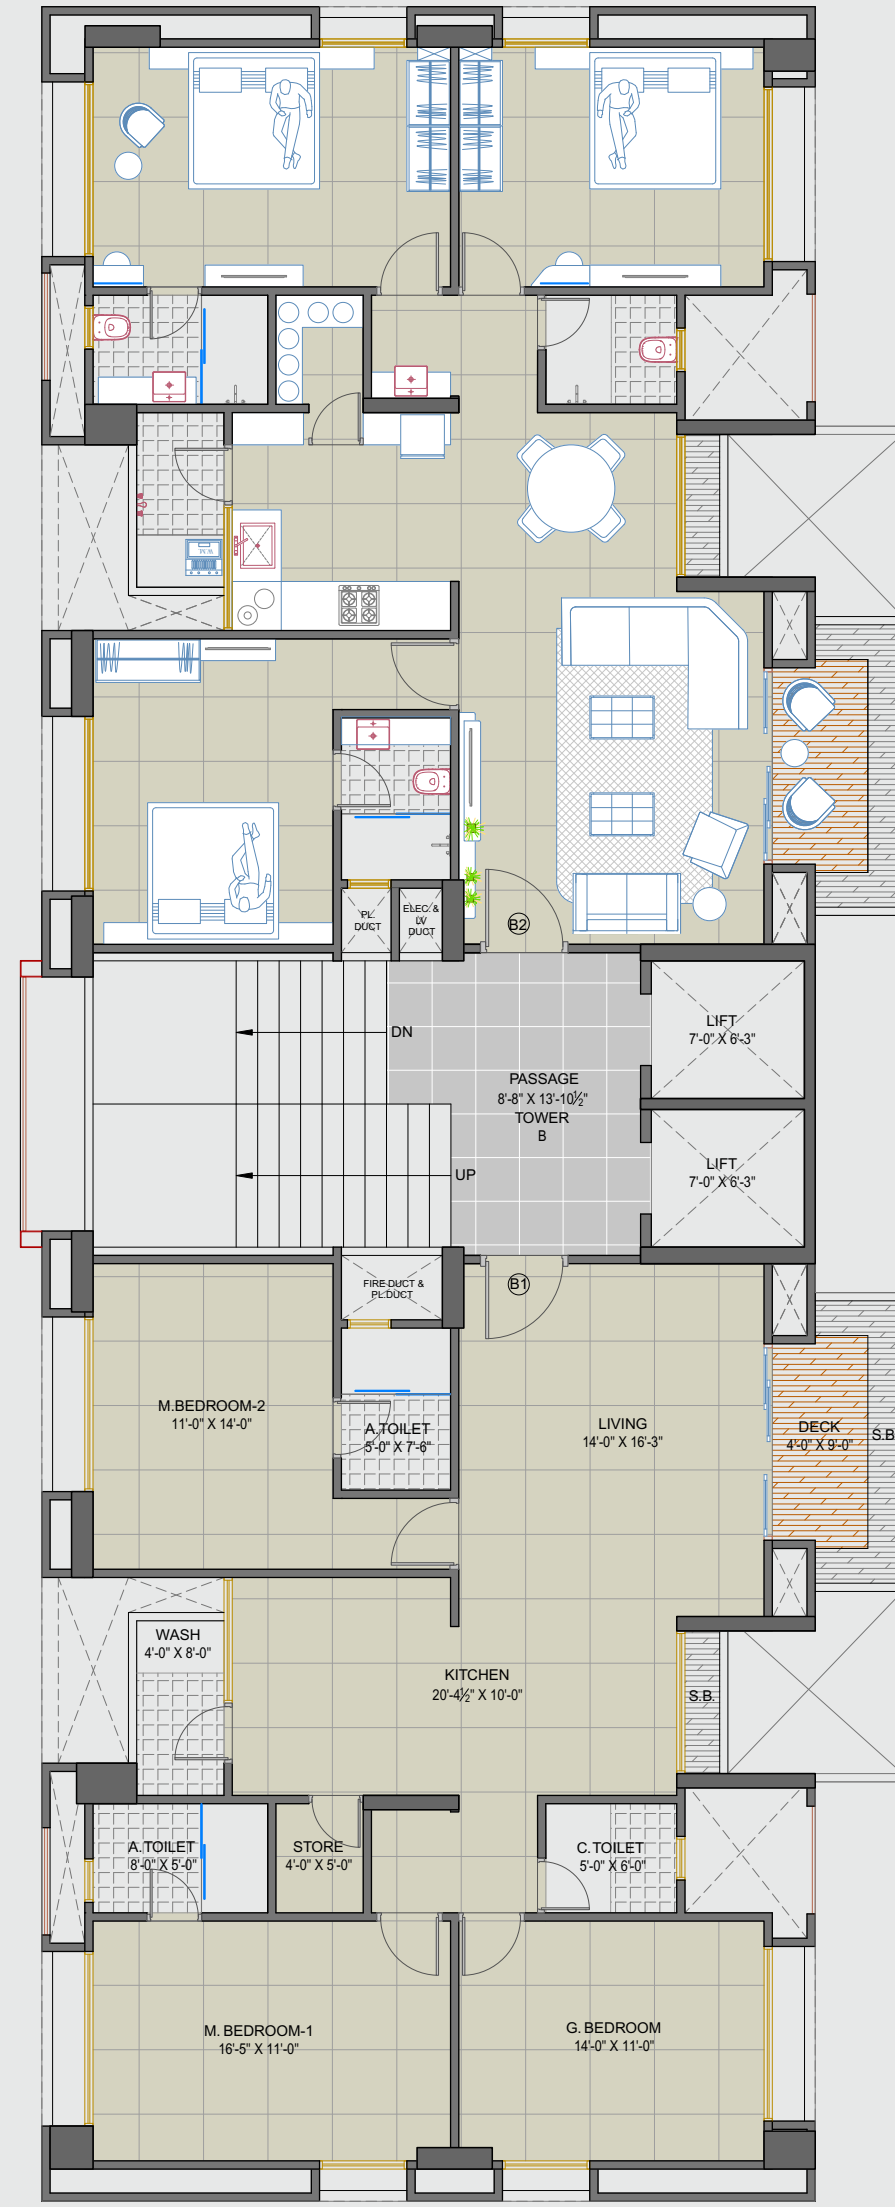 PL.
DUCT
ELEC. &
LV
DUCT
B2
DN
LIFT
7'-0" X 6'-3"
PASSAGE
8'-8" X 13'-10½"
TOWER
B
UP
LIFT
7'-0" X 6'-3"
FIRE DUCT &
PL.DUCT
B1
M.BEDROOM-2
11'-0" X 14'-0"
A.TOILET
5'-0" X 7'-6"
LIVING
14'-0" X 16'-3"
DECK
4'-0" X 9'-0"
S.B
WASH
4'-0" X 8'-0"
KITCHEN
20'-4½" X 10'-0"
S.B.
A. TOILET
8'-0" X 5'-0"
STORE
4'-0" X 5'-0"
C. TOILET
5'-0" X 6'-0"
M. BEDROOM-1
16'-5" X 11'-0"
G. BEDROOM
14'-0" X 11'-0"